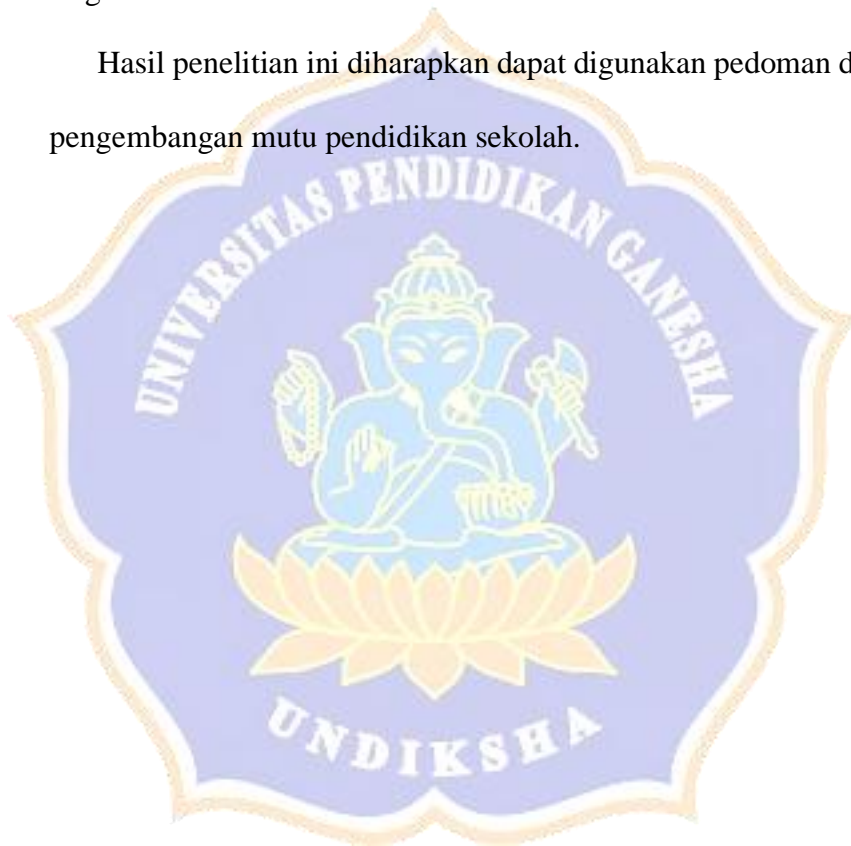 Hasil penelitian ini diharapkan dapat digunakan pedoman
pengembangan mutu pendidikan sekolah.
UNIVERSITAS PENDIDIKAN GANESHA
UNDIKSHA